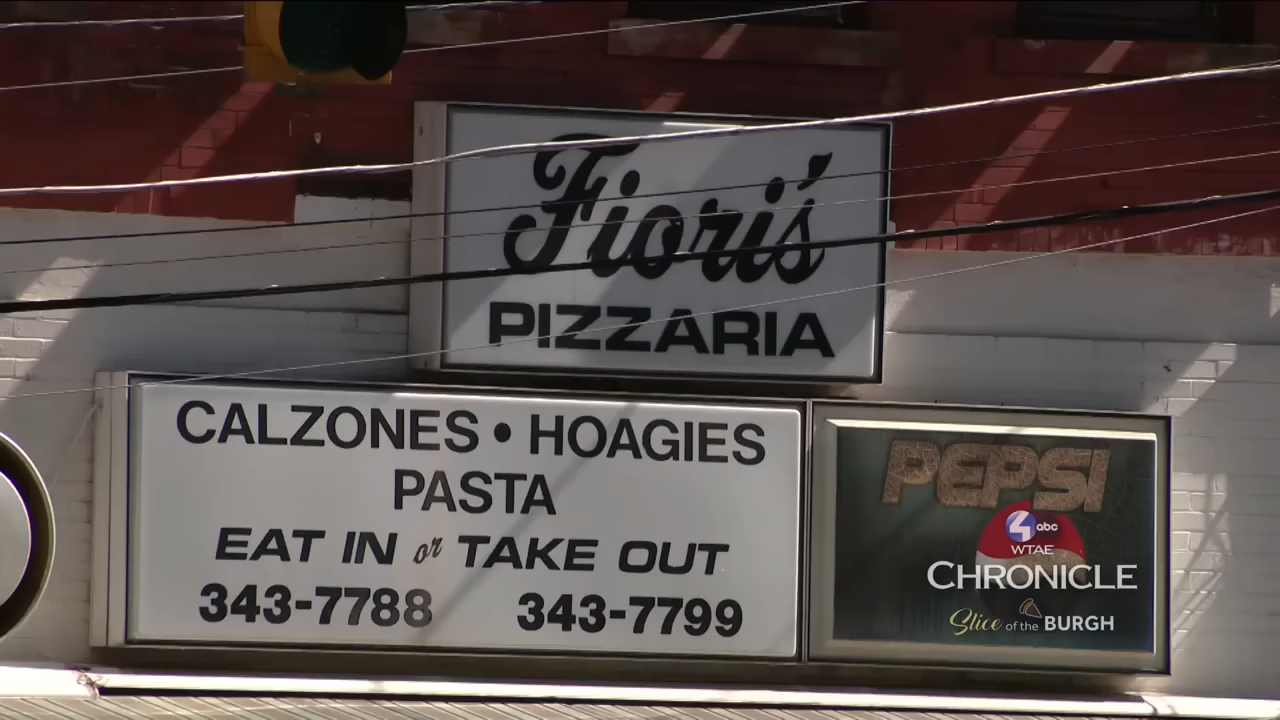 Fiori's
PIZZARIA
CALZONES • HOAGIES
PASTA
EAT IN or TAKE OUT
343-7788 343-7799
PEPSI
4 abc
WTAE
CHRONICLE
Slice of the BURGH